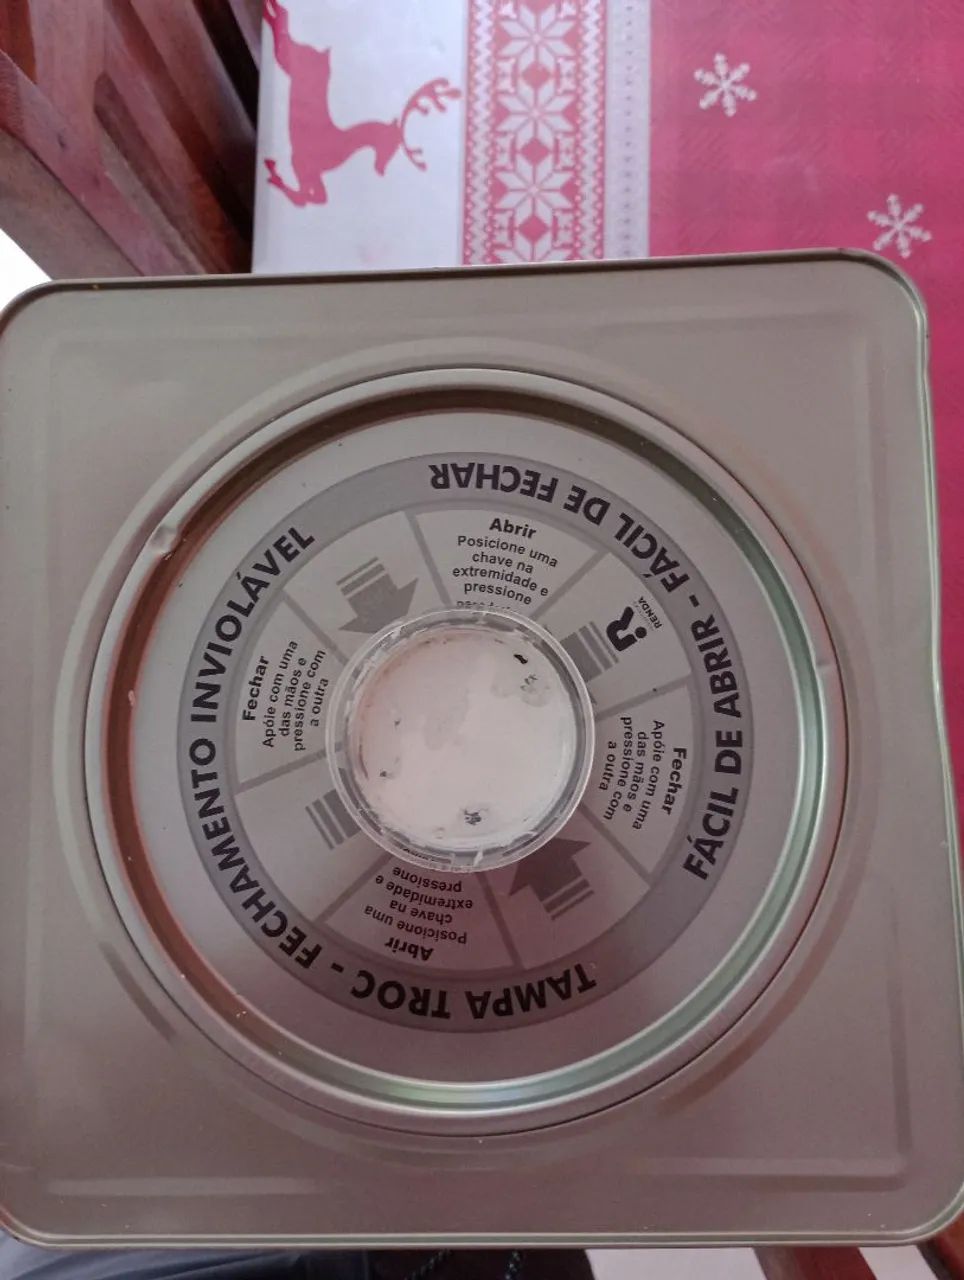 FECHAMENTO INVIOLÁVEL
FÁCIL DE ABRIR - FÁCIL DE FECHAR
TAMPA TROC -
Abrir
Posicione uma
chave na
extremidade e
pressione
RENDA
Fechar
Apóie com uma
das mãos e
pressione com
a outra
Fechar
Apóie com uma
das mãos e
pressione com
a outra
Abrir
Posicione uma
chave na
extremidade e
pressione